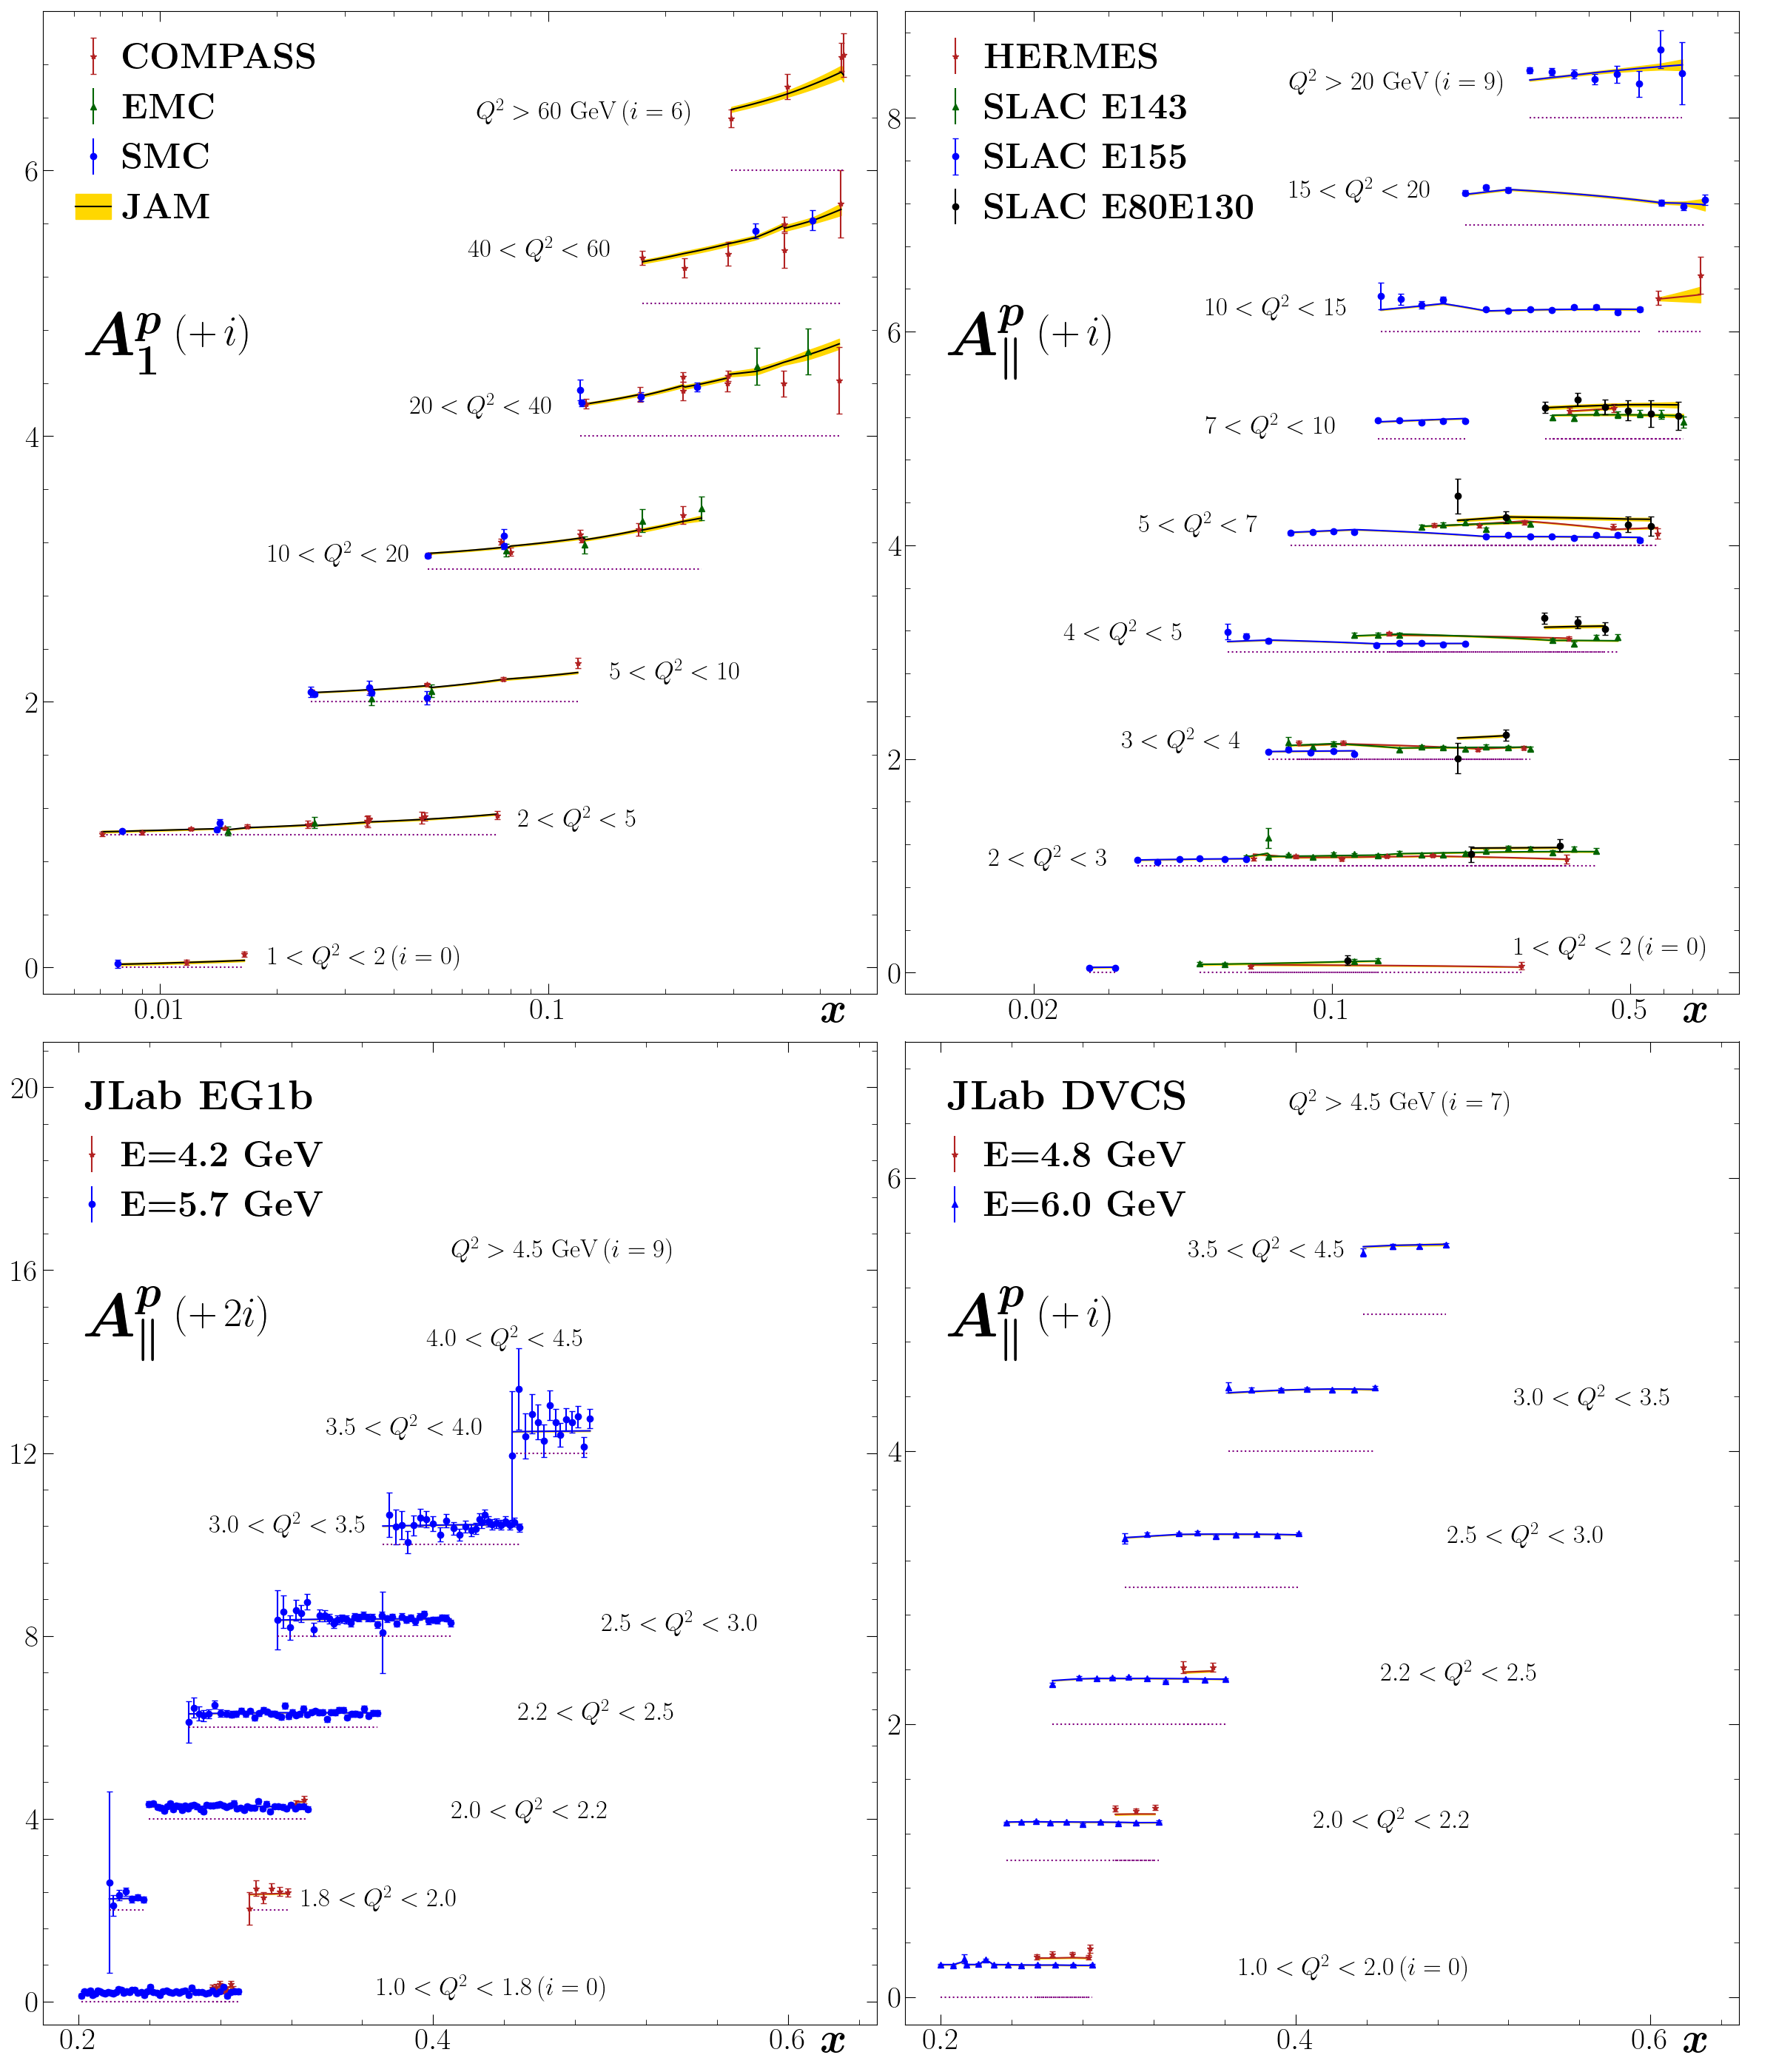 COMPASS
EMC
SMC
JAM
Q² > 60 GeV (i = 6)
40 < Q² < 60
A₁ᵖ (+ i)
20 < Q² < 40
10 < Q² < 20
5 < Q² < 10
2 < Q² < 5
1 < Q² < 2 (i = 0)
6
4
2
0
0.01
0.1
x
HERMES
SLAC E143
SLAC E155
SLAC E80E130
Q² > 20 GeV (i = 9)
15 < Q² < 20
10 < Q² < 15
A∥ᵖ (+ i)
7 < Q² < 10
5 < Q² < 7
4 < Q² < 5
3 < Q² < 4
2 < Q² < 3
1 < Q² < 2 (i = 0)
8
6
4
2
0
0.02
0.1
0.5
x
JLab EG1b
E=4.2 GeV
E=5.7 GeV
Q² > 4.5 GeV (i = 9)
A∥ᵖ (+ 2i)
4.0 < Q² < 4.5
3.5 < Q² < 4.0
3.0 < Q² < 3.5
2.5 < Q² < 3.0
2.2 < Q² < 2.5
2.0 < Q² < 2.2
1.8 < Q² < 2.0
1.0 < Q² < 1.8 (i = 0)
20
16
12
8
4
0
0.2
0.4
0.6
x
JLab DVCS
E=4.8 GeV
E=6.0 GeV
Q² > 4.5 GeV (i = 7)
3.5 < Q² < 4.5
A∥ᵖ (+ i)
3.0 < Q² < 3.5
2.5 < Q² < 3.0
2.2 < Q² < 2.5
2.0 < Q² < 2.2
1.0 < Q² < 2.0 (i = 0)
6
4
2
0
0.2
0.4
0.6
x